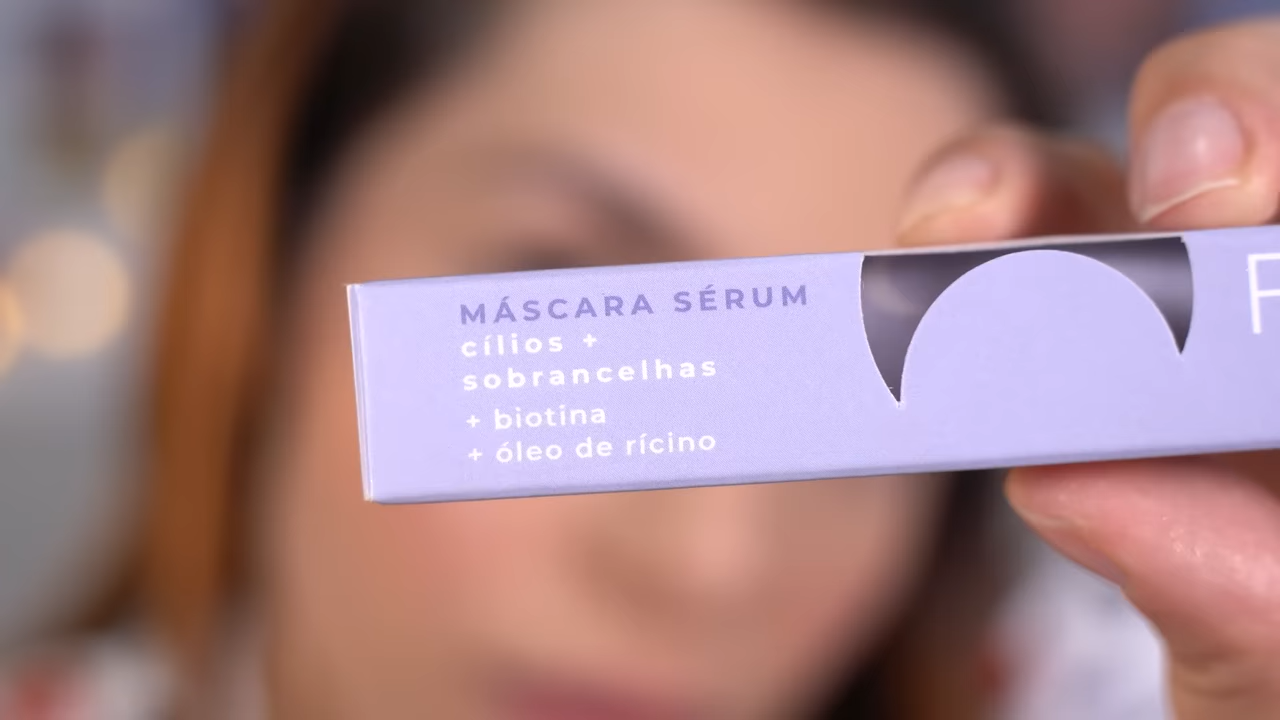 MÁSCARA SÉRUM
cílios +
sobrancelhas
+ biotina
+ óleo de rícino